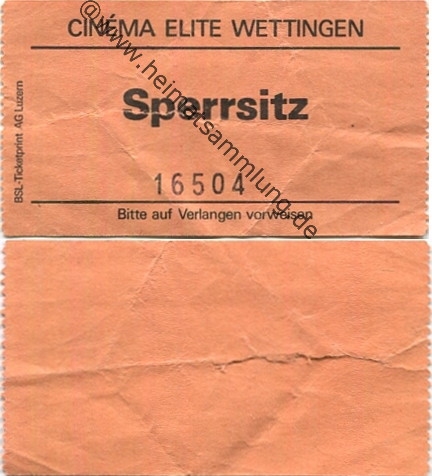 CINÉMA ELITE WETTINGEN
Sperrsitz
16504
Bitte auf Verlangen vorweisen
BSL-Ticketprint AG Luzern
@www.heimatsammlung.de